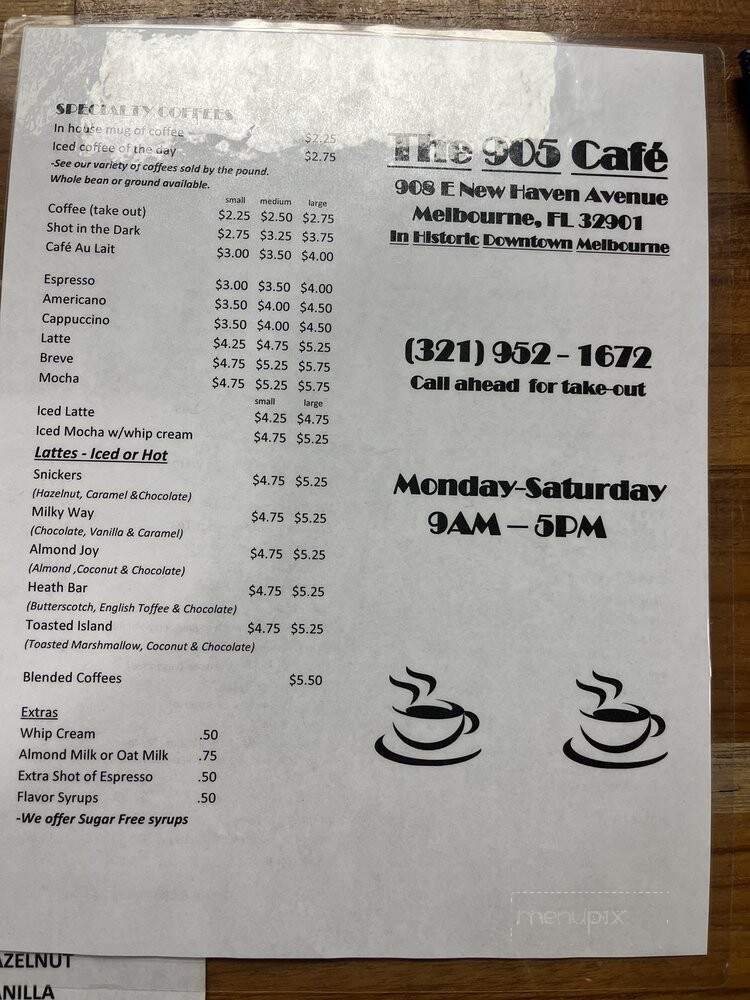 SPECIALTY COFFEES
In house mug of coffee $2.25
Iced coffee of the day $2.75
-See our variety of coffees sold by the pound.
Whole bean or ground available.
small medium large
Coffee (take out) $2.25 $2.50 $2.75
Shot in the Dark $2.75 $3.25 $3.75
Café Au Lait $3.00 $3.50 $4.00
Espresso $3.00 $3.50 $4.00
Americano $3.50 $4.00 $4.50
Cappuccino $3.50 $4.00 $4.50
Latte $4.25 $4.75 $5.25
Breve $4.75 $5.25 $5.75
Mocha $4.75 $5.25 $5.75
small large
Iced Latte $4.25 $4.75
Iced Mocha w/whip cream $4.75 $5.25
Lattes - Iced or Hot
Snickers $4.75 $5.25
(Hazelnut, Caramel &Chocolate)
Milky Way $4.75 $5.25
(Chocolate, Vanilla & Caramel)
Almond Joy $4.75 $5.25
(Almond ,Coconut & Chocolate)
Heath Bar $4.75 $5.25
(Butterscotch, English Toffee & Chocolate)
Toasted Island $4.75 $5.25
(Toasted Marshmallow, Coconut & Chocolate)
Blended Coffees $5.50
Extras
Whip Cream .50
Almond Milk or Oat Milk .75
Extra Shot of Espresso .50
Flavor Syrups .50
-We offer Sugar Free syrups
The 905 Café
908 E New Haven Avenue
Melbourne, FL 32901
In Historic Downtown Melbourne
(321) 952 - 1672
Call ahead for take-out
Monday-Saturday
9AM – 5PM
menupix
AZELNUT
ANILLA